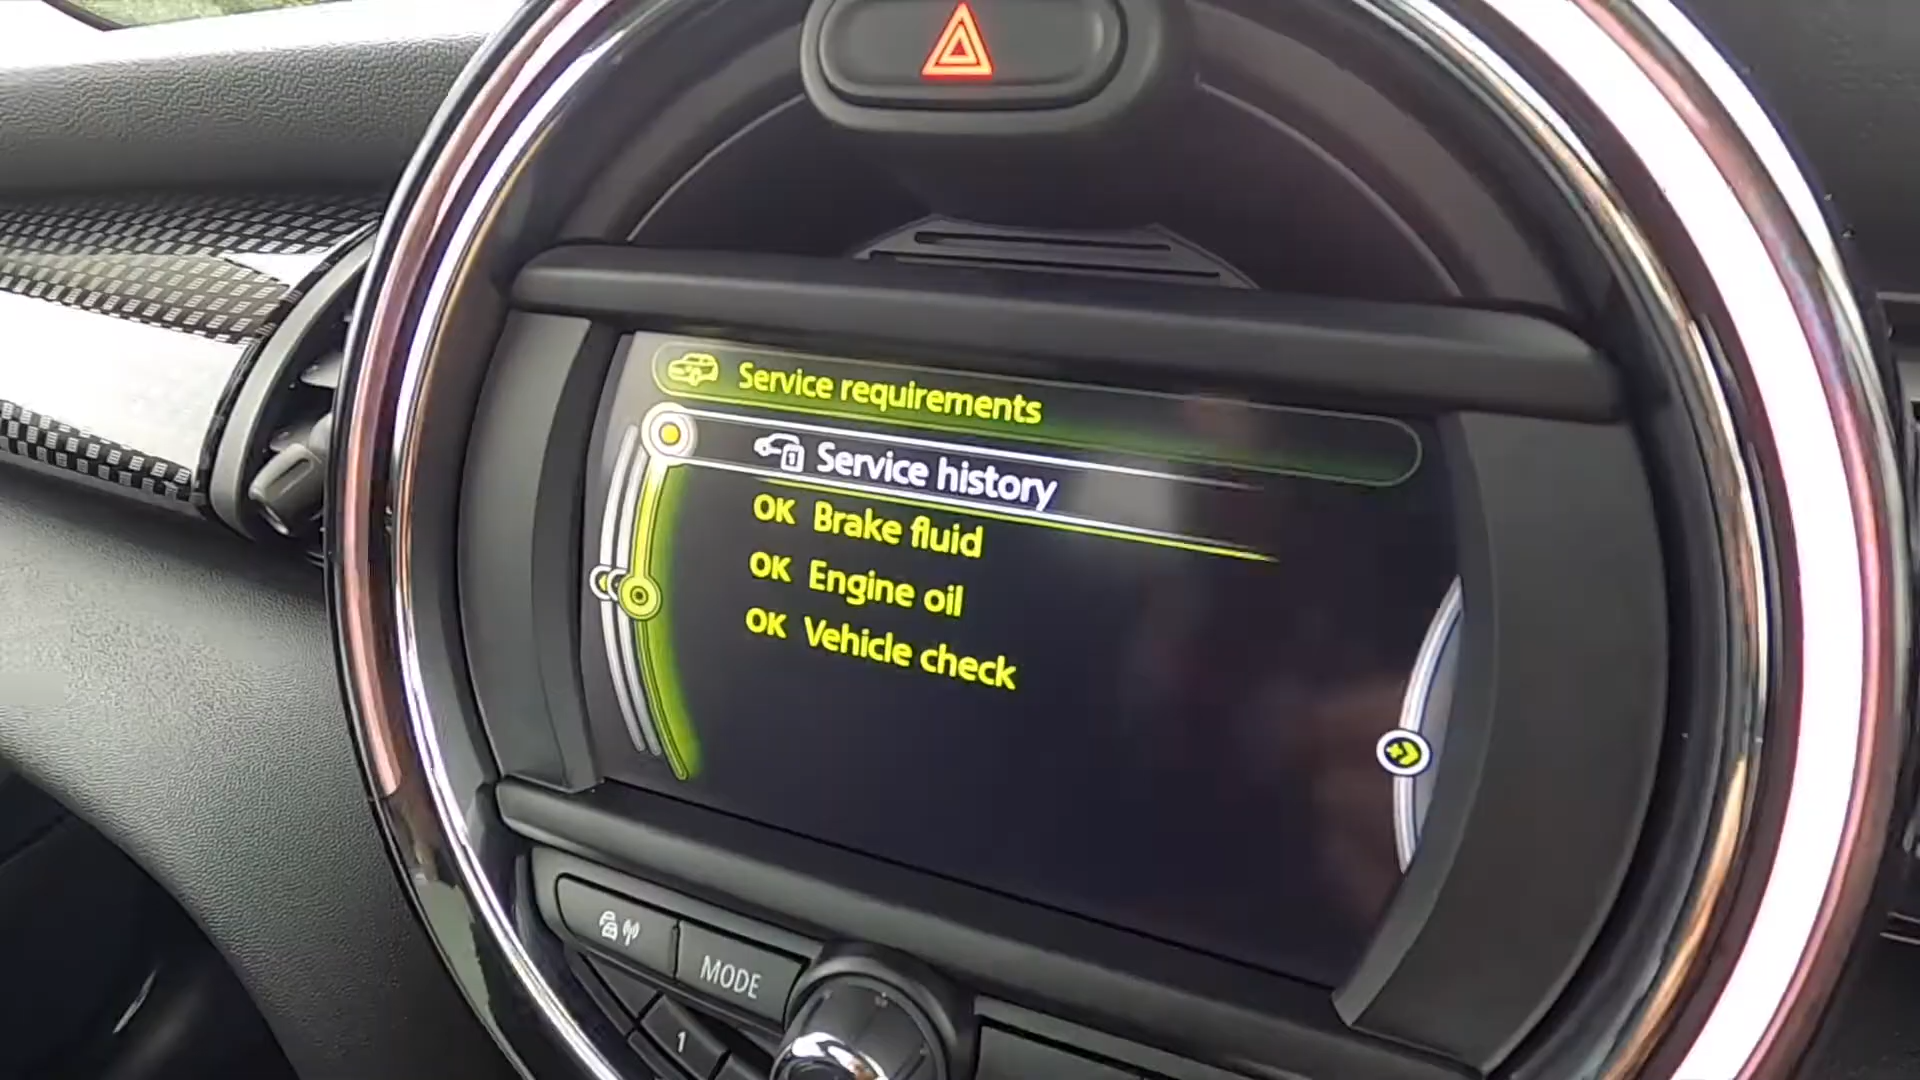 Service requirements
Service history
OK Brake fluid
OK Engine oil
OK Vehicle check
MODE
1